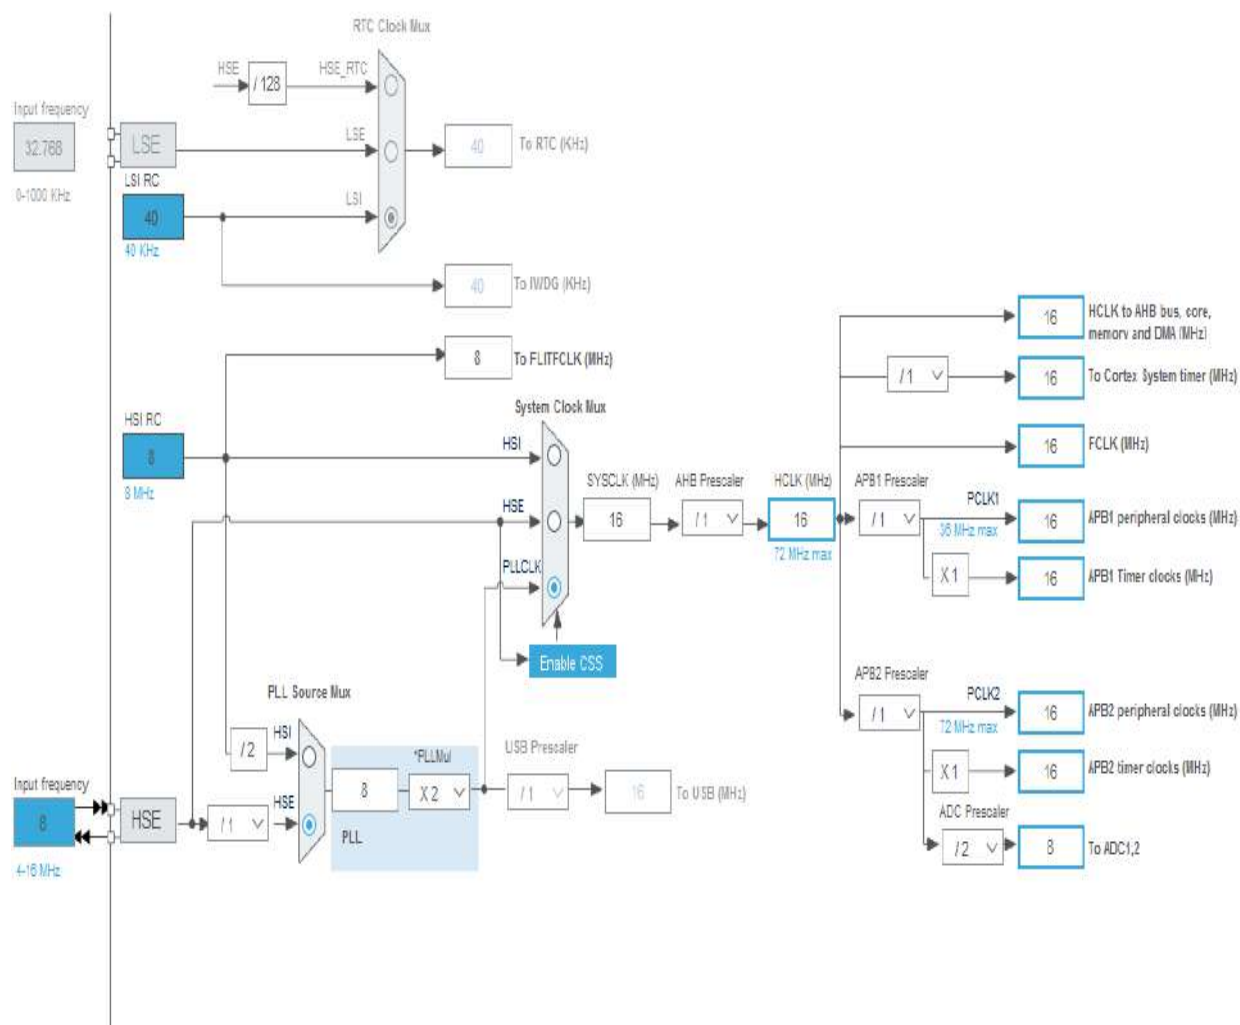 RTC Clock Mux
HSE
/ 128
HSE_RTC
Input frequency
32.768
0-1000 KHz
LSE
LSE
40
To RTC (KHz)
LSI RC
40
40 KHz
LSI
40
To IWDG (KHz)
8
To FLITFCLK (MHz)
HSI RC
8
8 MHz
System Clock Mux
HSI
HSE
PLLCLK
SYSCLK (MHz)
16
AHB Prescaler
/ 1
HCLK (MHz)
16
72 MHz max
16
HCLK to AHB bus, core,
memory and DMA (MHz)
/ 1
16
To Cortex System timer (MHz)
16
FCLK (MHz)
APB1 Prescaler
/ 1
PCLK1
36 MHz max
16
APB1 peripheral clocks (MHz)
X 1
16
APB1 Timer clocks (MHz)
Enable CSS
APB2 Prescaler
/ 1
PCLK2
72 MHz max
16
APB2 peripheral clocks (MHz)
X 1
16
APB2 timer clocks (MHz)
ADC Prescaler
/ 2
8
To ADC1,2
PLL Source Mux
/ 2
HSI
Input frequency
8
4-16 MHz
HSE
/ 1
HSE
8
PLL
*PLLMul
X 2
USB Prescaler
/ 1
16
To USB (MHz)